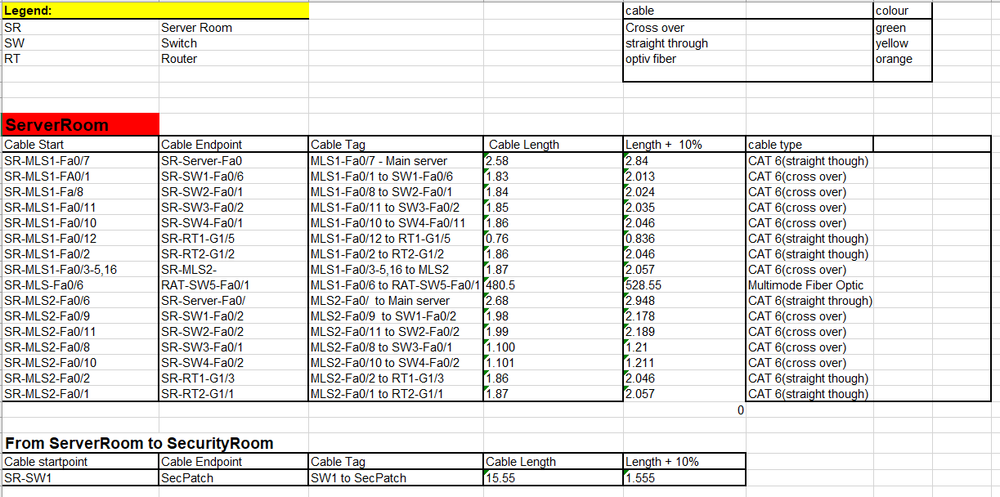 Legend: cable colour
SR Server Room Cross over green
SW Switch straight through yellow
RT Router optiv fiber orange
ServerRoom
Cable Start Cable Endpoint Cable Tag Cable Length Length + 10% cable type
SR-MLS1-Fa0/7 SR-Server-Fa0 MLS1-Fa0/7 - Main server 2.58 2.84 CAT 6(straight though)
SR-MLS1-FA0/1 SR-SW1-Fa0/6 MLS1-Fa0/1 to SW1-Fa0/6 1.83 2.013 CAT 6(cross over)
SR-MLS1-Fa/8 SR-SW2-Fa0/1 MLS1-Fa0/8 to SW2-Fa0/1 1.84 2.024 CAT 6(cross over)
SR-MLS1-Fa0/11 SR-SW3-Fa0/2 MLS1-Fa0/11 to SW3-Fa0/2 1.85 2.035 CAT 6(cross over)
SR-MLS1-Fa0/10 SR-SW4-Fa0/1 MLS1-Fa0/10 to SW4-Fa0/11 1.86 2.046 CAT 6(cross over)
SR-MLS1-Fa0/12 SR-RT1-G1/5 MLS1-Fa0/12 to RT1-G1/5 0.76 0.836 CAT 6(straight though)
SR-MLS1-Fa0/2 SR-RT2-G1/2 MLS1-Fa0/2 to RT2-G1/2 1.86 2.046 CAT 6(straight though)
SR-MLS1-Fa0/3-5,16 SR-MLS2- MLS1-Fa0/3-5,16 to MLS2 1.87 2.057 CAT 6(cross over)
SR-MLS-Fa0/6 RAT-SW5-Fa0/1 MLS1-Fa0/6 to RAT-SW5-Fa0/1 480.5 528.55 Multimode Fiber Optic
SR-MLS2-Fa0/6 SR-Server-Fa0/ MLS2-Fa0/ to Main server 2.68 2.948 CAT 6(straight through)
SR-MLS2-Fa0/9 SR-SW1-Fa0/2 MLS2-Fa0/9 to SW1-Fa0/2 1.98 2.178 CAT 6(cross over)
SR-MLS2-Fa0/11 SR-SW2-Fa0/2 MLS2-Fa0/11 to SW2-Fa0/2 1.99 2.189 CAT 6(cross over)
SR-MLS2-Fa0/8 SR-SW3-Fa0/1 MLS2-Fa0/8 to SW3-Fa0/1 1.100 1.21 CAT 6(cross over)
SR-MLS2-Fa0/10 SR-SW4-Fa0/2 MLS2-Fa0/10 to SW4-Fa0/2 1.101 1.211 CAT 6(cross over)
SR-MLS2-Fa0/2 SR-RT1-G1/3 MLS2-Fa0/2 to RT1-G1/3 1.86 2.046 CAT 6(straight though)
SR-MLS2-Fa0/1 SR-RT2-G1/1 MLS2-Fa0/1 to RT2-G1/1 1.87 2.057 CAT 6(straight though)
0
From ServerRoom to SecurityRoom
Cable startpoint Cable Endpoint Cable Tag Cable Length Length + 10%
SR-SW1 SecPatch SW1 to SecPatch 15.55 1.555